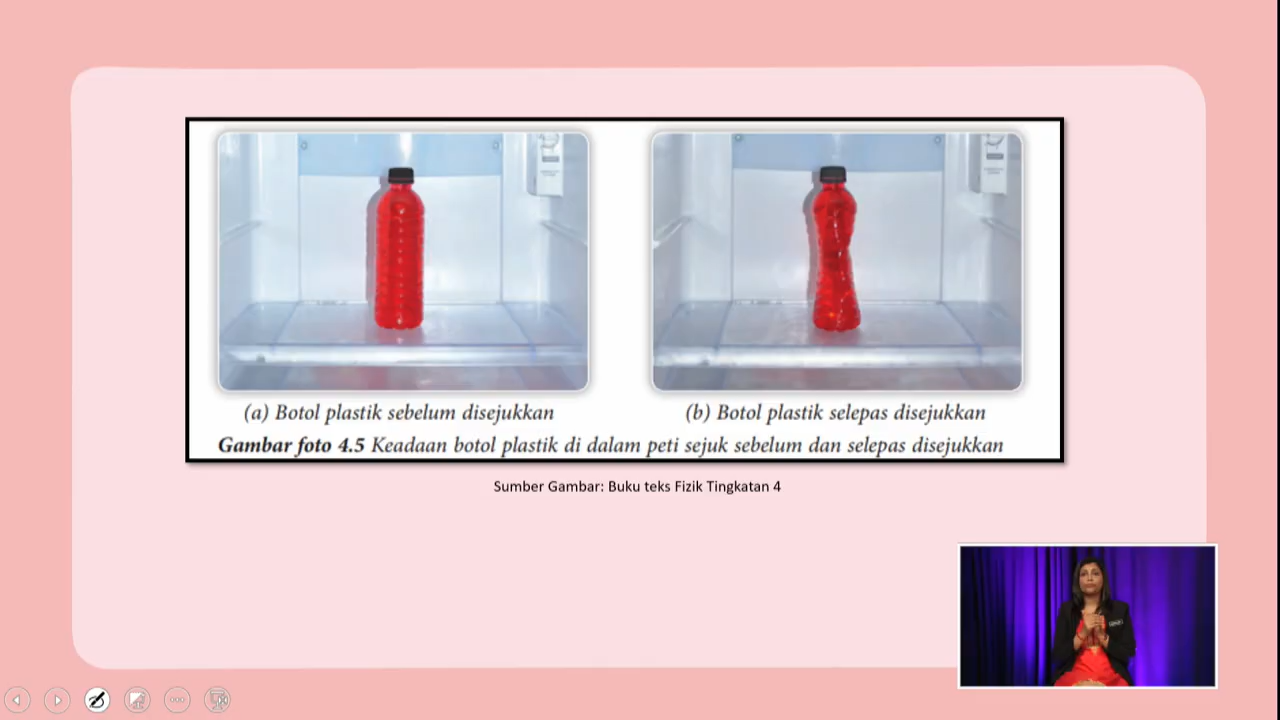 (a) Botol plastik sebelum disejukkan
(b) Botol plastik selepas disejukkan
Gambar foto 4.5 Keadaan botol plastik di dalam peti sejuk sebelum dan selepas disejukkan
Sumber Gambar: Buku teks Fizik Tingkatan 4